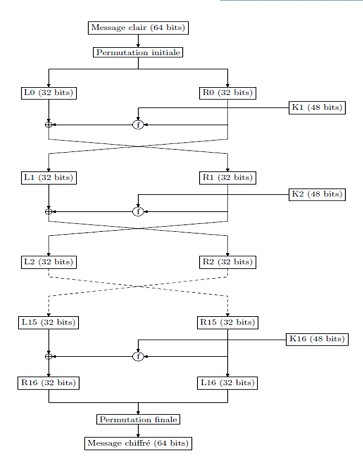 Message clair (64 bits)
Permutation initiale
L0 (32 bits)
R0 (32 bits)
K1 (48 bits)
f
L1 (32 bits)
R1 (32 bits)
K2 (48 bits)
f
L2 (32 bits)
R2 (32 bits)
L15 (32 bits)
R15 (32 bits)
K16 (48 bits)
f
R16 (32 bits)
L16 (32 bits)
Permutation finale
Message chiffré (64 bits)